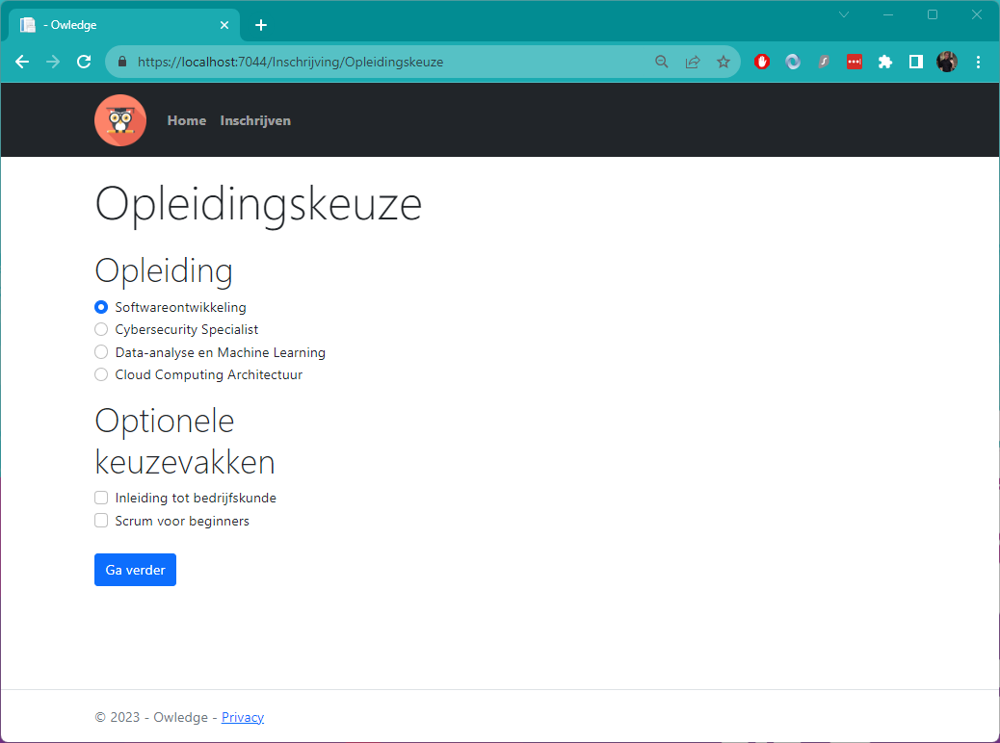 - Owledge
https://localhost:7044/Inschrijving/Opleidingskeuze
Home Inschrijven
Opleidingskeuze
Opleiding
Softwareontwikkeling
Cybersecurity Specialist
Data-analyse en Machine Learning
Cloud Computing Architectuur
Optionele
keuzevakken
Inleiding tot bedrijfskunde
Scrum voor beginners
Ga verder
© 2023 - Owledge - Privacy